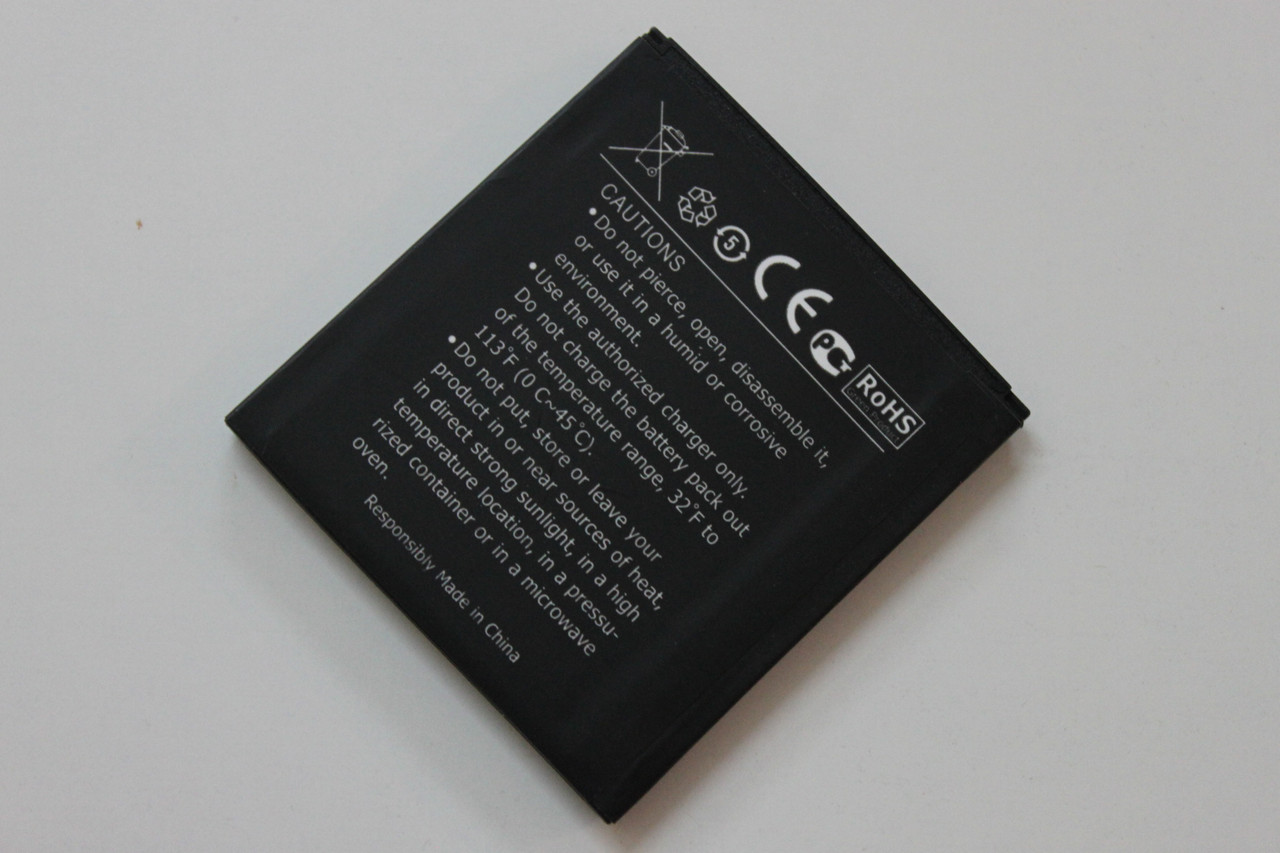 5
CE
PG
RoHS
Green Product
CAUTIONS
•Do not pierce, open, disassemble it,
or use it in a humid or corrosive
environment.
•Use the authorized charger only.
Do not charge the battery pack out
of the temperature range, 32°F to
113°F (0 C~45°C).
•Do not put, store or leave your
product in or near sources of heat,
in direct strong sunlight, in a high
temperature location, in a pressu-
rized container or in a microwave
oven.
Responsibly Made in China